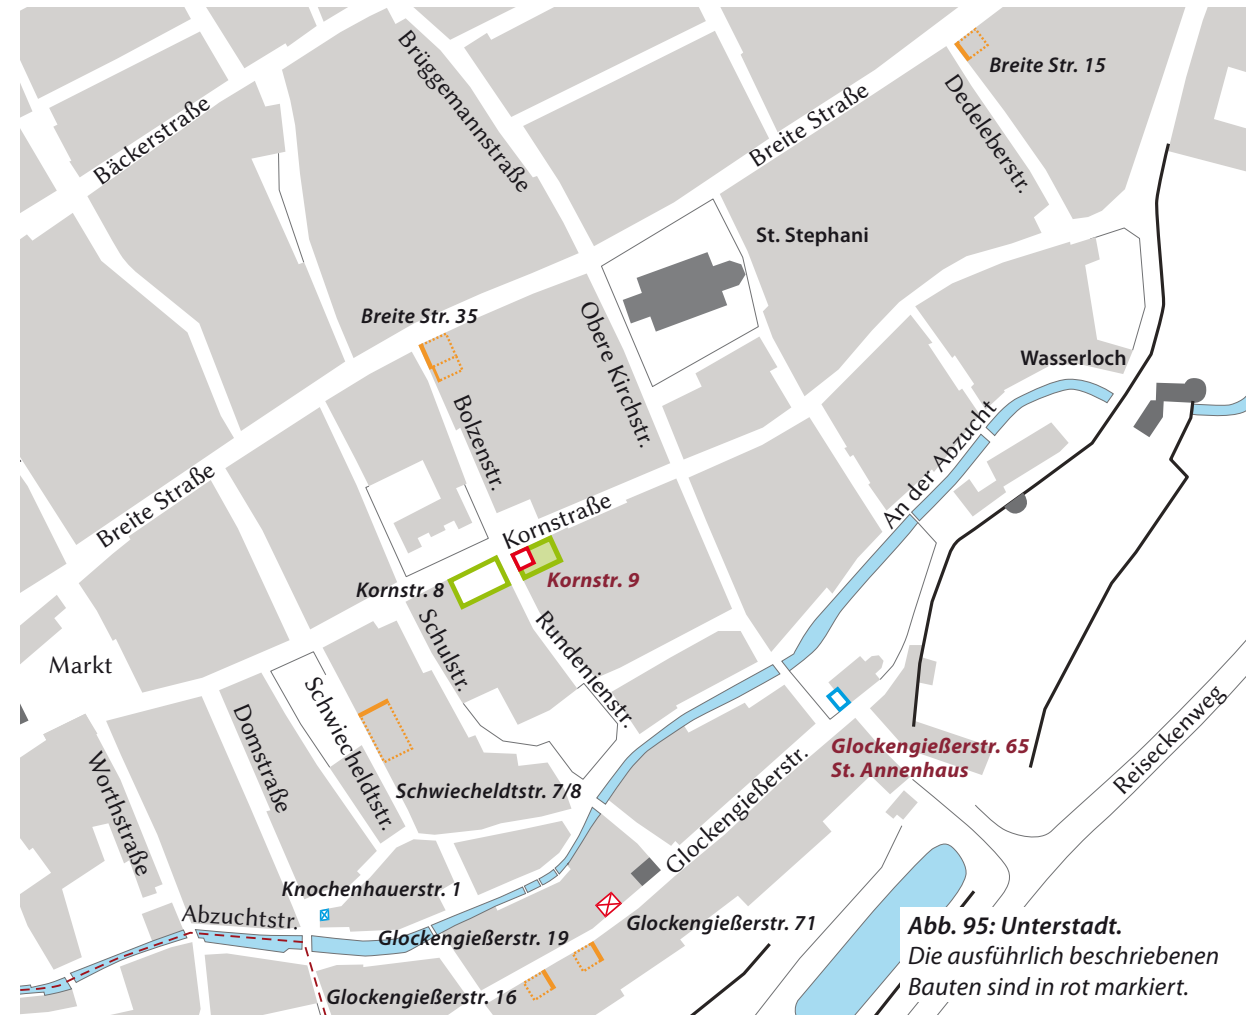 Brüggemannstraße
Breite Str. 15
Bäckerstraße
Breite Straße
Dedeleberstr.
St. Stephani
Breite Str. 35
Obere Kirchstr.
Wasserloch
Bolzenstr.
An der Abzucht
Breite Straße
Kornstraße
Kornstr. 8
Kornstr. 9
Schulstr.
Rundenienstr.
Markt
Schwiecheldtstr.
Domstraße
Worthstraße
Glockengießerstr. 65
St. Annenhaus
Reiseckenweg
Schwiecheldtstr. 7/8
Glockengießerstr.
Knochenhauerstr. 1
Abzuchtstr.
Glockengießerstr. 19
Glockengießerstr. 71
Glockengießerstr. 16
Abb. 95: Unterstadt.
Die ausführlich beschriebenen
Bauten sind in rot markiert.